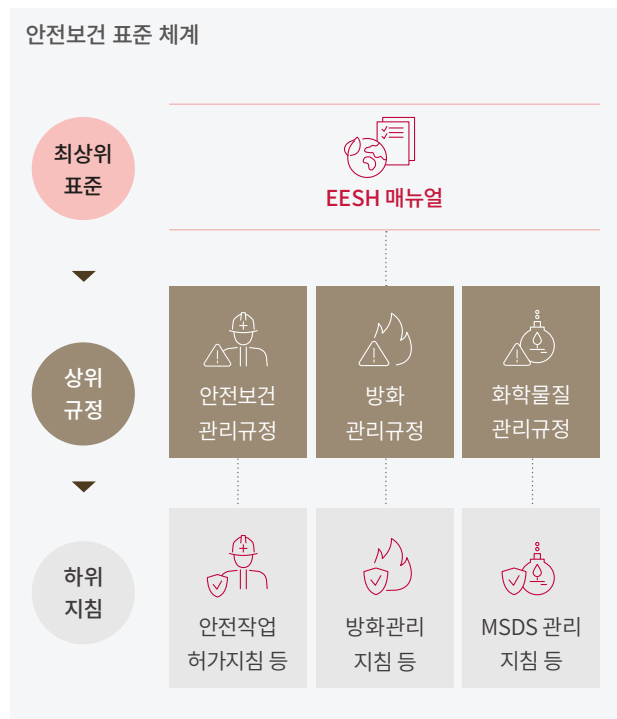 안전보건 표준 체계
최상위
표준
EESH 매뉴얼
상위
규정
안전보건
관리규정
방화
관리규정
화학물질
관리규정
하위
지침
안전작업
허가지침 등
방화관리
지침 등
MSDS 관리
지침 등